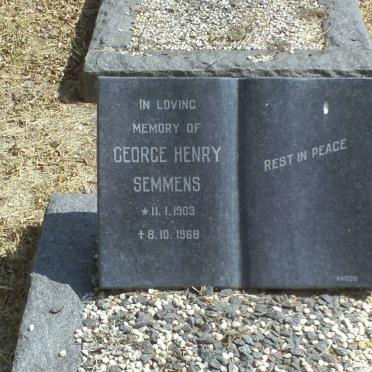 IN LOVING
MEMORY OF
GEORGE HENRY
SEMMENS
★ 11. 1. 1903
✝ 8. 10. 1968
REST IN PEACE